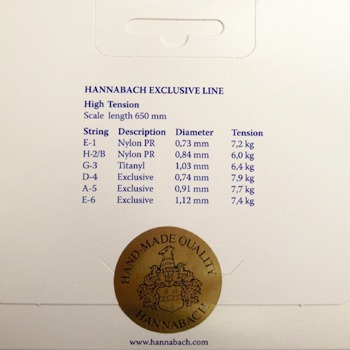 HANNABACH EXCLUSIVE LINE
High Tension
Scale length 650 mm
String Description Diameter Tension
E-1 Nylon PR 0,73 mm 7,2 kg
H-2/B Nylon PR 0,84 mm 6,0 kg
G-3 Titanyl 1,03 mm 6,4 kg
D-4 Exclusive 0,74 mm 7,9 kg
A-5 Exclusive 0,91 mm 7,7 kg
E-6 Exclusive 1,12 mm 7,4 kg
HAND-MADE QUALITY
HANNABACH
www.hannabach.com